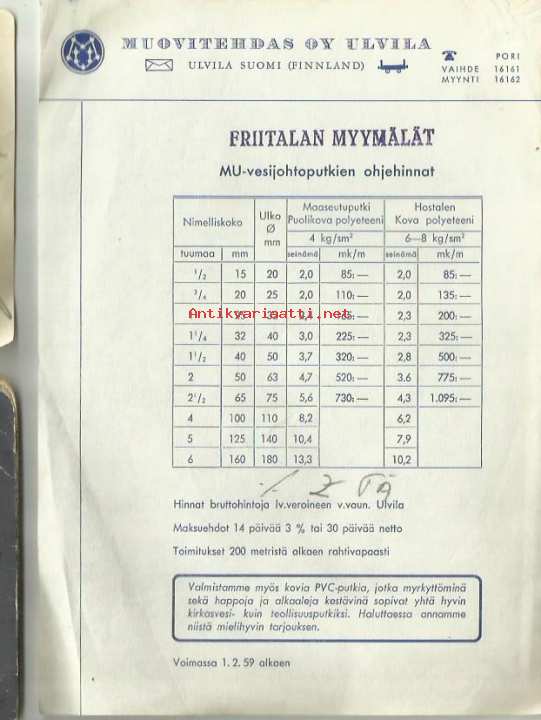 MUOVITEHDAS OY ULVILA
ULVILA SUOMI (FINNLAND)
PORI
VAIHDE 16161
MYYNTI 16162
FRIITALAN MYYMÄLÄT
MU-vesijohtoputkien ohjehinnat
Nimelliskoko Ulko Ø mm Maaseutuputki Puolikova polyeteeni Hostalen Kova polyeteeni
4 kg/sm² 6—8 kg/sm²
tuumaa mm seinämä mk/m seinämä mk/m
1/2 15 20 2,0 85:— 2,0 85:—
3/4 20 25 2,0 110:— 2,0 135:—
Antikvariaatti.net
2,3 200:—
1 1/4 32 40 3,0 225:— 2,3 325:—
1 1/2 40 50 3,7 320:— 2,8 500:—
2 50 63 4,7 520:— 3.6 775:—
2 1/2 65 75 5,6 730:— 4,3 1.095:—
4 100 110 8,2 6,2
5 125 140 10,4 7,9
6 160 180 13,3 10,2
Hinnat bruttohintoja lv.veroineen v.vaun. Ulvila
Maksuehdot 14 päivää 3 % tai 30 päivää netto
Toimitukset 200 metristä alkaen rahtivapaasti
Valmistamme myös kovia PVC-putkia, jotka myrkyttöminä
sekä happoja ja alkaaleja kestävinä sopivat yhtä hyvin
kirkasvesi- kuin teollisuusputkiksi. Haluttaessa annamme
niistä mielihyvin tarjouksen.
Voimassa 1. 2. 59 alkaen